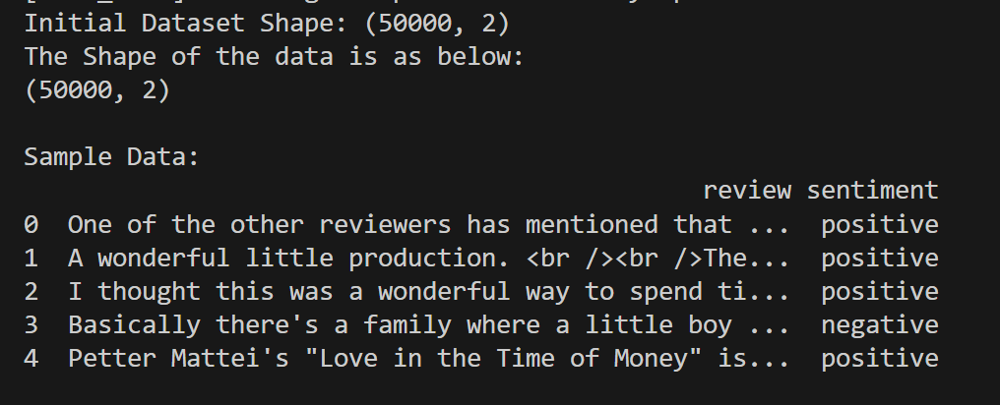 Initial Dataset Shape: (50000, 2)
The Shape of the data is as below:
(50000, 2)
Sample Data:
review sentiment
0 One of the other reviewers has mentioned that ... positive
1 A wonderful little production. <br /><br />The... positive
2 I thought this was a wonderful way to spend ti... positive
3 Basically there's a family where a little boy ... negative
4 Petter Mattei's "Love in the Time of Money" is... positive